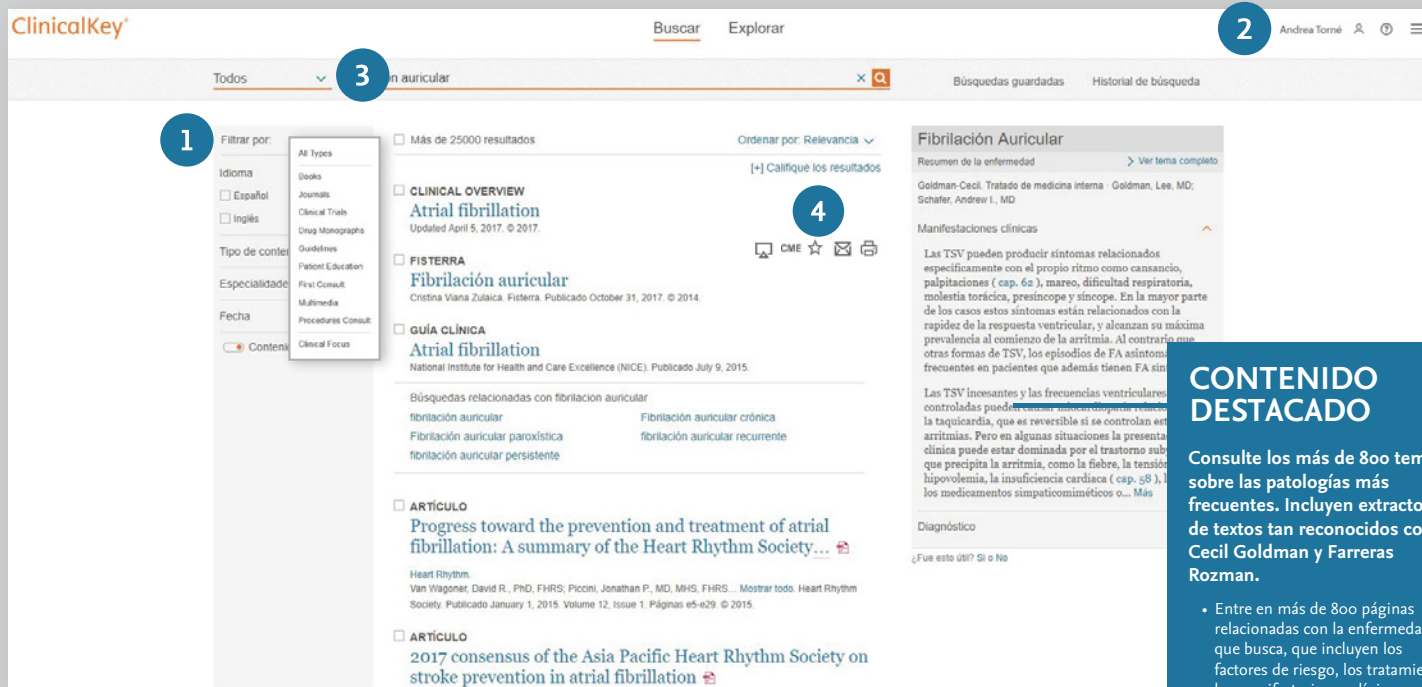 ClinicalKey®
Buscar Explorar
2
Andrea Torné
Todos
3
n auricular
Búsquedas guardadas Historial de búsqueda
1
Filtrar por:
Idioma
Español
Inglés
Tipo de conte
Especialidade
Fecha
Conteni
All Types
Books
Journals
Clinical Trials
Drug Monographs
Guidelines
Patient Education
First Consult
Multimedia
Procedures Consult
Clinical Focus
Más de 25000 resultados
Ordenar por: Relevancia
[+] Califique los resultados
CLINICAL OVERVIEW
Atrial fibrillation
Updated April 5, 2017. © 2017.
4
CME
FISTERRA
Fibrilación auricular
Cristina Viana Zulaica. Fisterra. Publicado October 31, 2017. © 2014.
GUÍA CLÍNICA
Atrial fibrillation
National Institute for Health and Care Excellence (NICE). Publicado July 9, 2015.
Búsquedas relacionadas con fibrilacion auricular
fibrilación auricular Fibrilación auricular crónica
Fibrilación auricular paroxística fibrilación auricular recurrente
fibrilación auricular persistente
ARTÍCULO
Progress toward the prevention and treatment of atrial
fibrillation: A summary of the Heart Rhythm Society...
Heart Rhythm.
Van Wagoner, David R., PhD, FHRS; Piccini, Jonathan P., MD, MHS, FHRS... Mostrar todo. Heart Rhythm
Society. Publicado January 1, 2015. Volume 12, Issue 1. Páginas e5-e29. © 2015.
ARTÍCULO
2017 consensus of the Asia Pacific Heart Rhythm Society on
stroke prevention in atrial fibrillation
Fibrilación Auricular
Resumen de la enfermedad
Ver tema completo
Goldman-Cecil. Tratado de medicina interna · Goldman, Lee, MD;
Schafer, Andrew I., MD
Manifestaciones clínicas
Las TSV pueden producir síntomas relacionados
específicamente con el propio ritmo como cansancio,
palpitaciones ( cap. 62 ), mareo, dificultad respiratoria,
molestia torácica, presíncope y síncope. En la mayor parte
de los casos estos síntomas están relacionados con la
rapidez de la respuesta ventricular, y alcanzan su máxima
prevalencia al comienzo de la arritmia. Al contrario que
otras formas de TSV, los episodios de FA asintom
frecuentes en pacientes que además tienen FA sin
Las TSV incesantes y las frecuencias ventriculares
controladas pueden causar miocardiopatía relacio
la taquicardia, que es reversible si se controlan est
arritmias. Pero en algunas situaciones la presenta
clínica puede estar dominada por el trastorno sub
que precipita la arritmia, como la fiebre, la tensión
hipovolemia, la insuficiencia cardíaca ( cap. 58 ), l
los medicamentos simpaticomiméticos o... Más
Diagnóstico
¿Fue esto útil? Sí o No
CONTENIDO
DESTACADO
Consulte los más de 800 tem
sobre las patologías más
frecuentes. Incluyen extracto
de textos tan reconocidos co
Cecil Goldman y Farreras
Rozman.
• Entre en más de 800 páginas
relacionadas con la enfermeda
que busca, que incluyen los
factores de riesgo, los tratamie